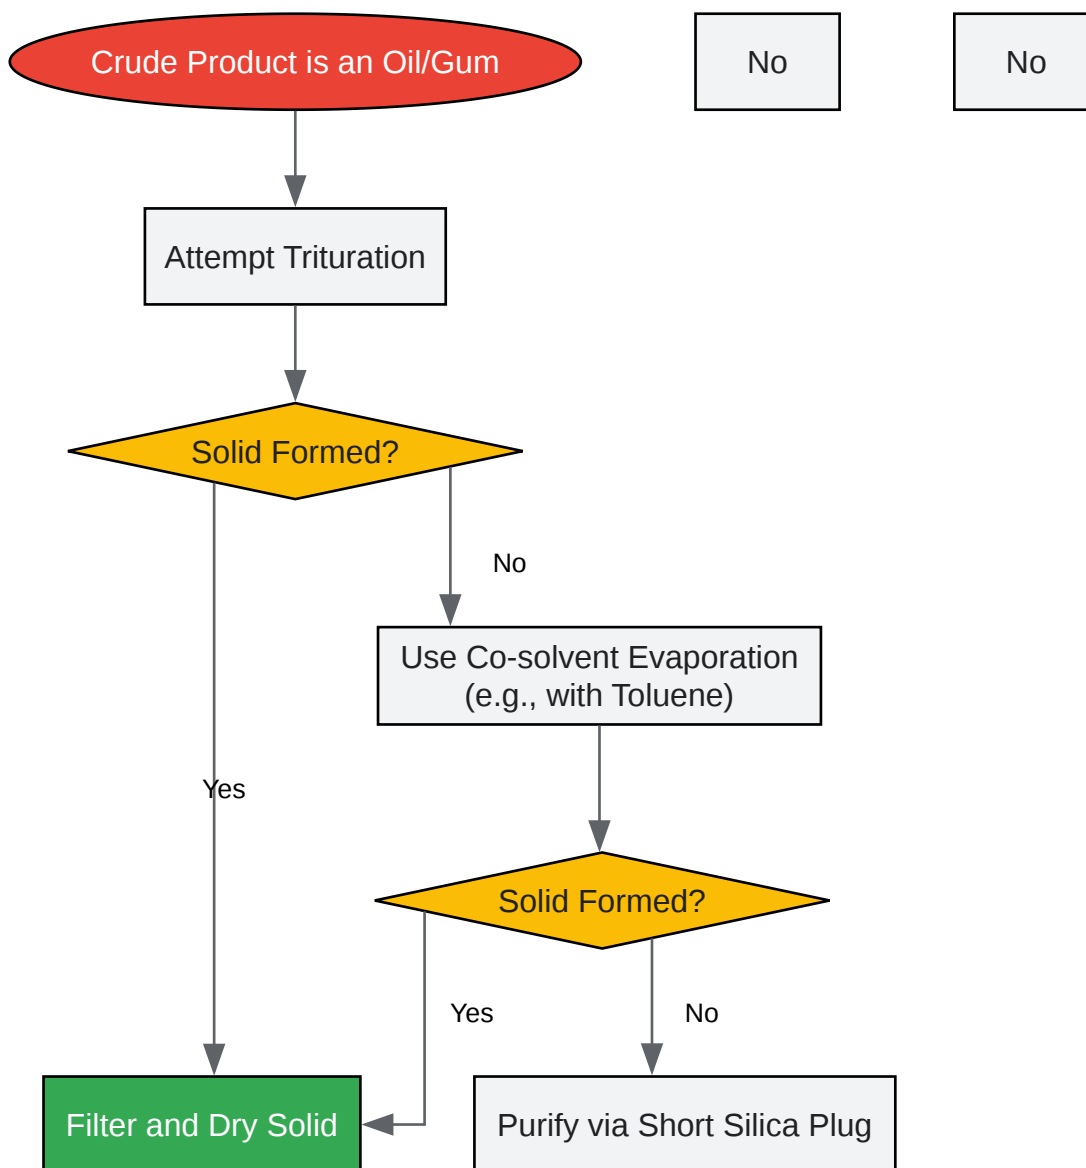 Crude Product is an Oil/Gum
No
No
Attempt Trituration
Solid Formed?
No
Use Co-solvent Evaporation
(e.g., with Toluene)
Yes
Solid Formed?
Yes
No
Filter and Dry Solid
Purify via Short Silica Plug